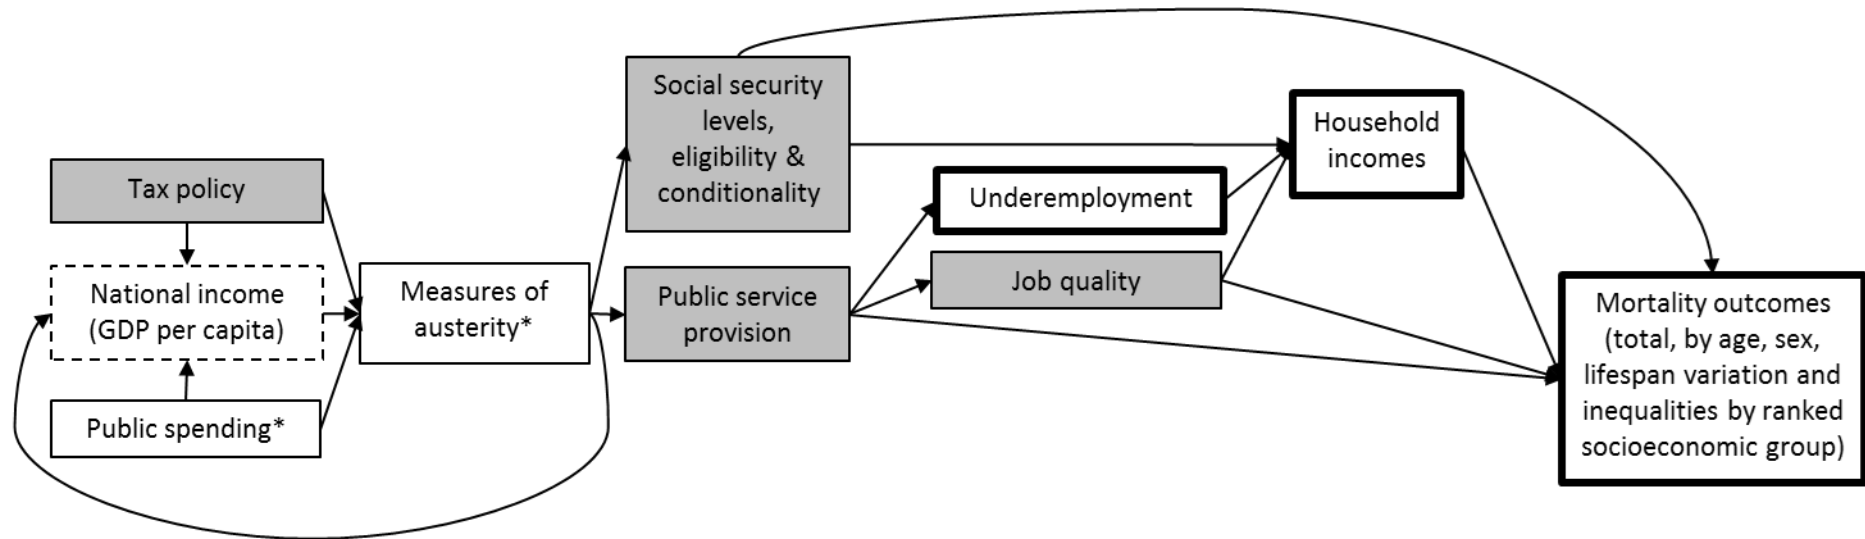 Tax policy
National income
(GDP per capita)
Public spending*
Measures of
austerity*
Social security
levels,
eligibility &
conditionality
Public service
provision
Underemployment
Job quality
Household
incomes
Mortality outcomes
(total, by age, sex,
lifespan variation and
inequalities by ranked
socioeconomic group)